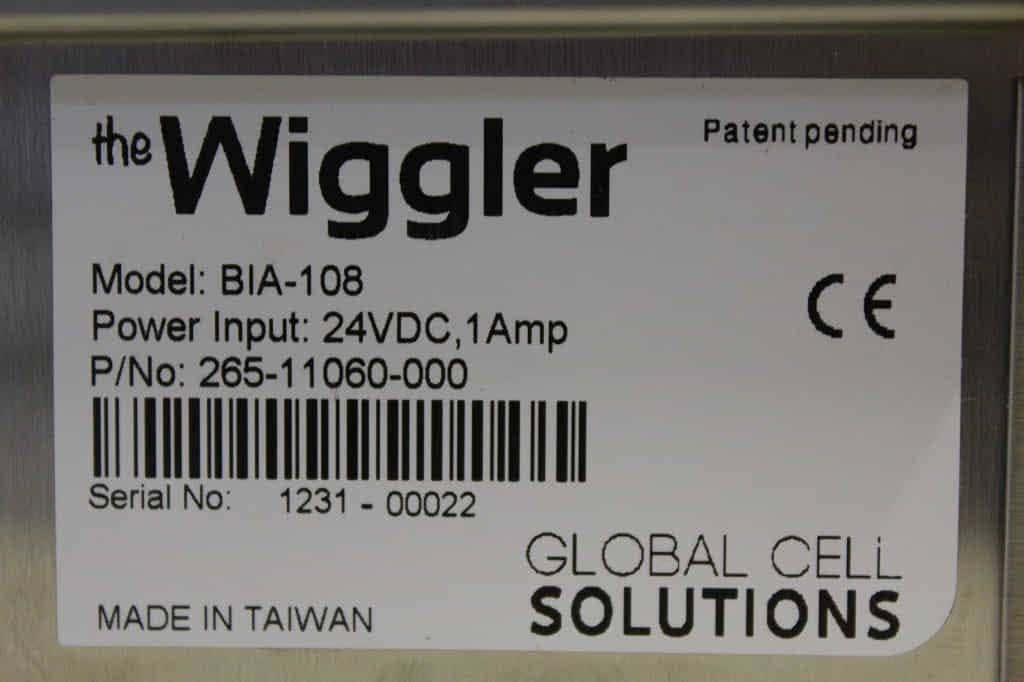 the Wiggler
Patent pending
Model: BIA-108
Power Input: 24VDC,1Amp
CE
P/No: 265-11060-000
Serial No: 1231 - 00022
GLOBAL CELL
SOLUTIONS
MADE IN TAIWAN